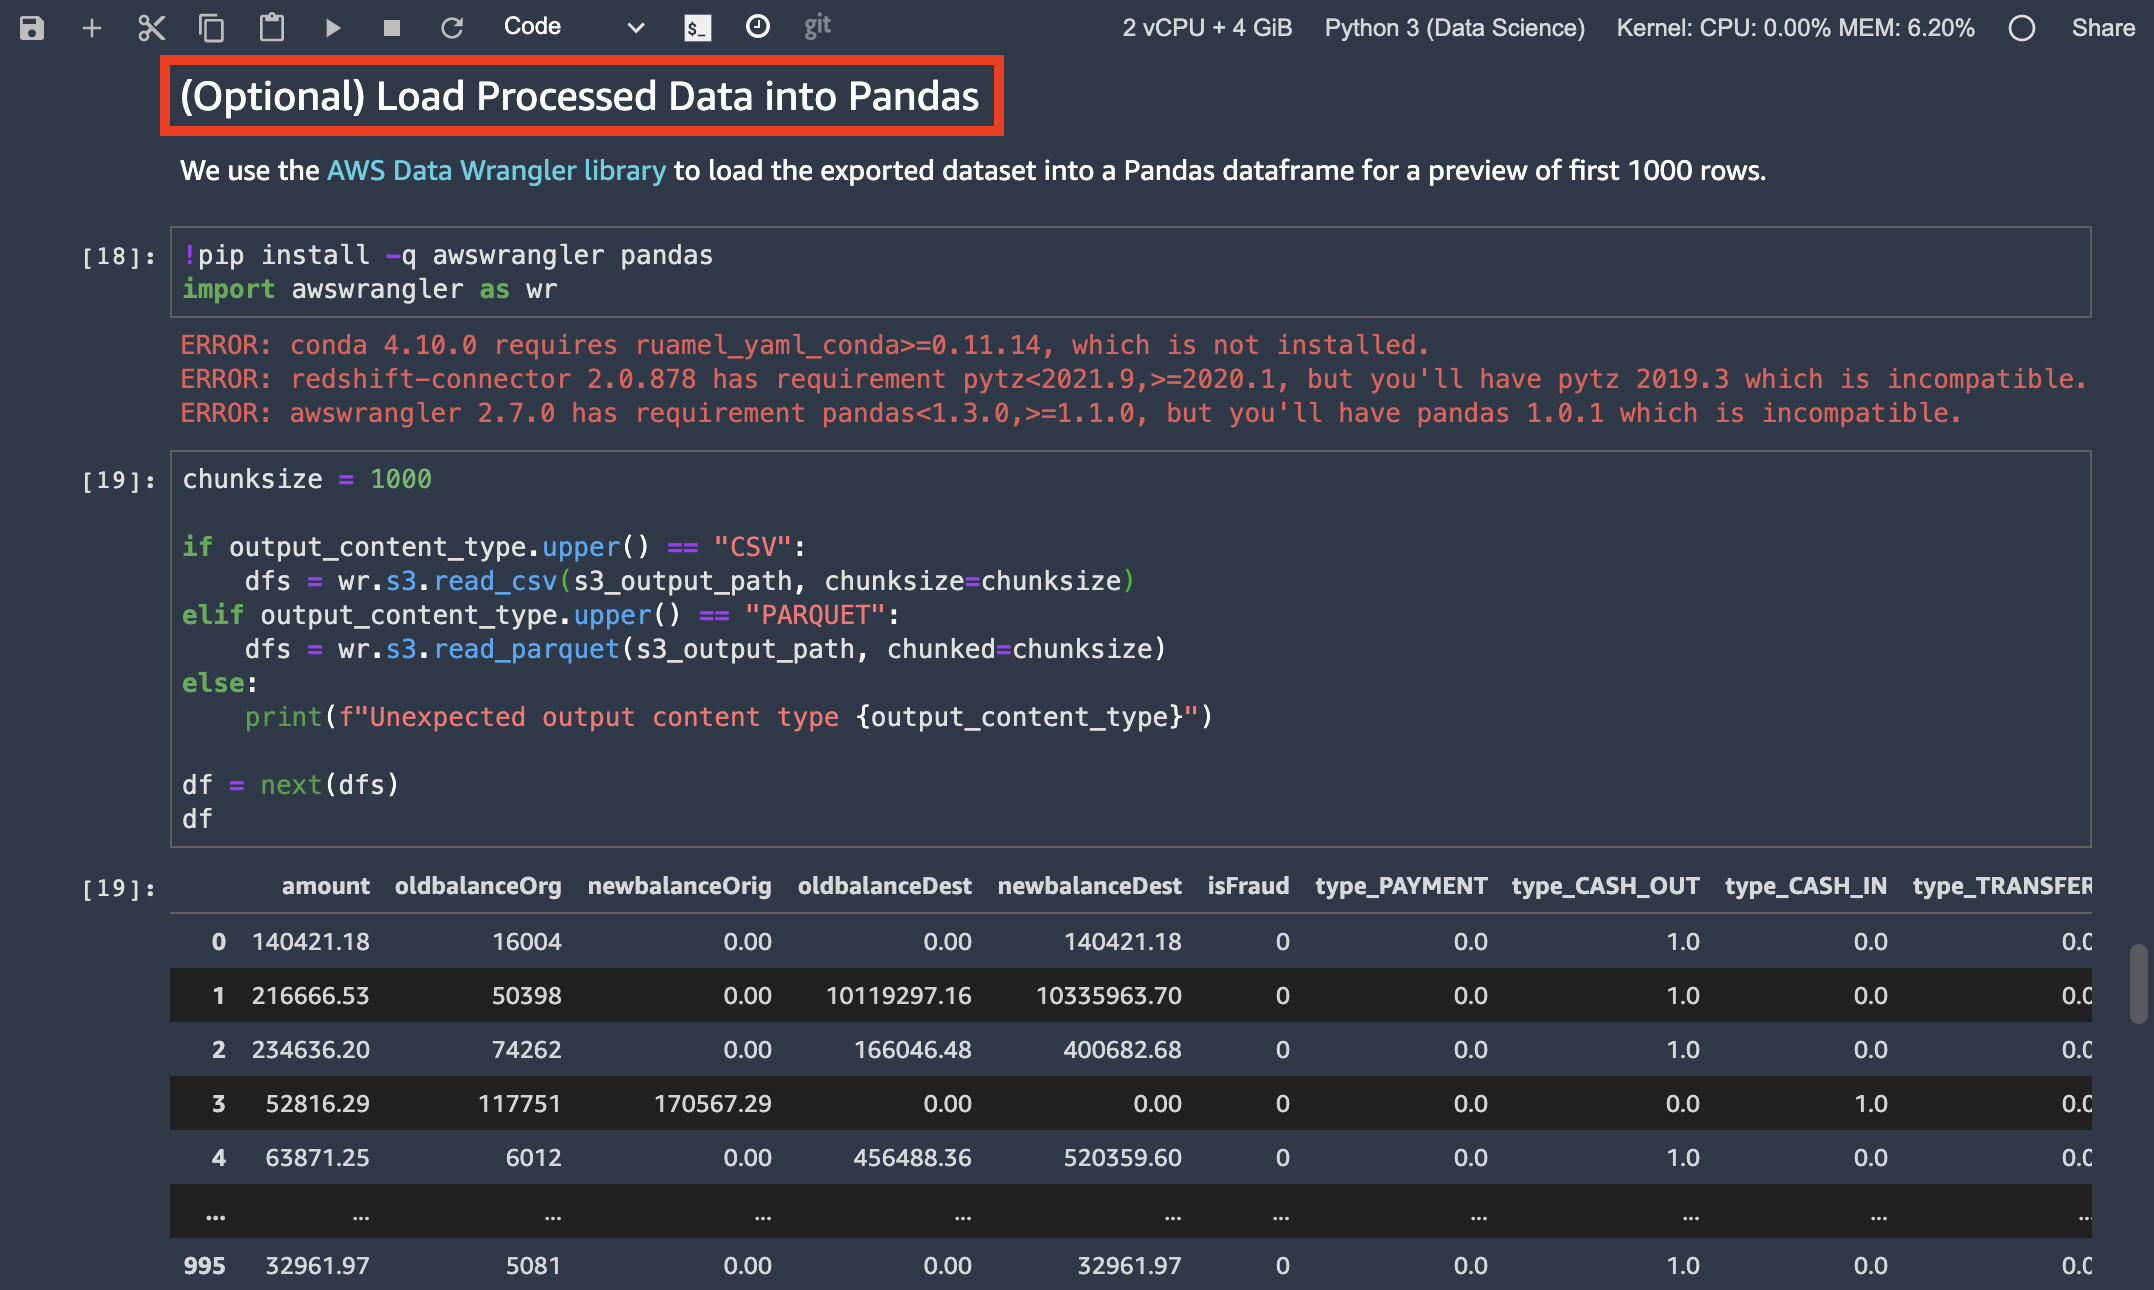 Code git 2 vCPU + 4 GiB Python 3 (Data Science) Kernel: CPU: 0.00% MEM: 6.20% Share
(Optional) Load Processed Data into Pandas
We use the AWS Data Wrangler library to load the exported dataset into a Pandas dataframe for a preview of first 1000 rows.
[18]: !pip install -q awswrangler pandas
import awswrangler as wr
ERROR: conda 4.10.0 requires ruamel_yaml_conda>=0.11.14, which is not installed.
ERROR: redshift-connector 2.0.878 has requirement pytz<2021.9,>=2020.1, but you'll have pytz 2019.3 which is incompatible.
ERROR: awswrangler 2.7.0 has requirement pandas<1.3.0,>=1.1.0, but you'll have pandas 1.0.1 which is incompatible.
[19]: chunksize = 1000
if output_content_type.upper() == "CSV":
    dfs = wr.s3.read_csv(s3_output_path, chunksize=chunksize)
elif output_content_type.upper() == "PARQUET":
    dfs = wr.s3.read_parquet(s3_output_path, chunked=chunksize)
else:
    print(f"Unexpected output content type {output_content_type}")
df = next(dfs)
df
[19]: amount oldbalanceOrg newbalanceOrig oldbalanceDest newbalanceDest isFraud type_PAYMENT type_CASH_OUT type_CASH_IN type_TRANSFER
0 140421.18 16004 0.00 0.00 140421.18 0 0.0 1.0 0.0 0.0
1 216666.53 50398 0.00 10119297.16 10335963.70 0 0.0 1.0 0.0 0.0
2 234636.20 74262 0.00 166046.48 400682.68 0 0.0 1.0 0.0 0.0
3 52816.29 117751 170567.29 0.00 0.00 0 0.0 0.0 1.0 0.0
4 63871.25 6012 0.00 456488.36 520359.60 0 0.0 1.0 0.0 0.0
... ... ... ... ... ... ... ... ... ... ...
995 32961.97 5081 0.00 0.00 32961.97 0 0.0 1.0 0.0 0.0